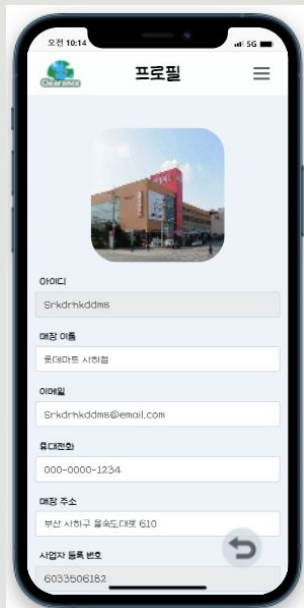 오전 10:14
5G
Clearance
프로필
아이디
Srkdrhkddms
매장 이름
롯데마트 사하점
이메일
Srkdrhkddms@email.com
휴대전화
000-0000-1234
매장 주소
부산 사하구 을숙도대로 610
사업자 등록 번호
6033506182